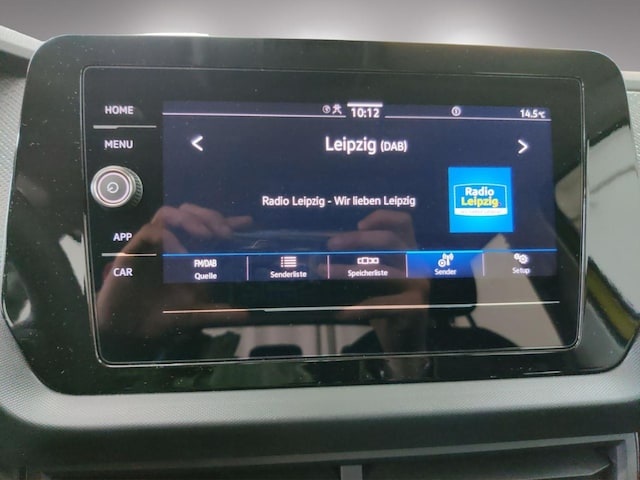 HOME
MENU
APP
CAR
10:12
14.5°C
Leipzig (DAB)
Radio Leipzig - Wir lieben Leipzig
Radio
Leipzig
FM/DAB
Quelle
Senderliste
Speicherliste
Sender
Setup